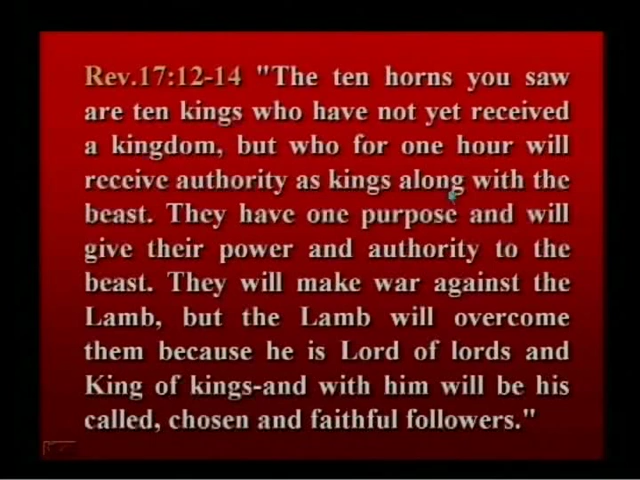 Rev.17:12-14 "The ten horns you saw
are ten kings who have not yet received
a kingdom, but who for one hour will
receive authority as kings along with the
beast. They have one purpose and will
give their power and authority to the
beast. They will make war against the
Lamb, but the Lamb will overcome
them because he is Lord of lords and
King of kings-and with him will be his
called, chosen and faithful followers."